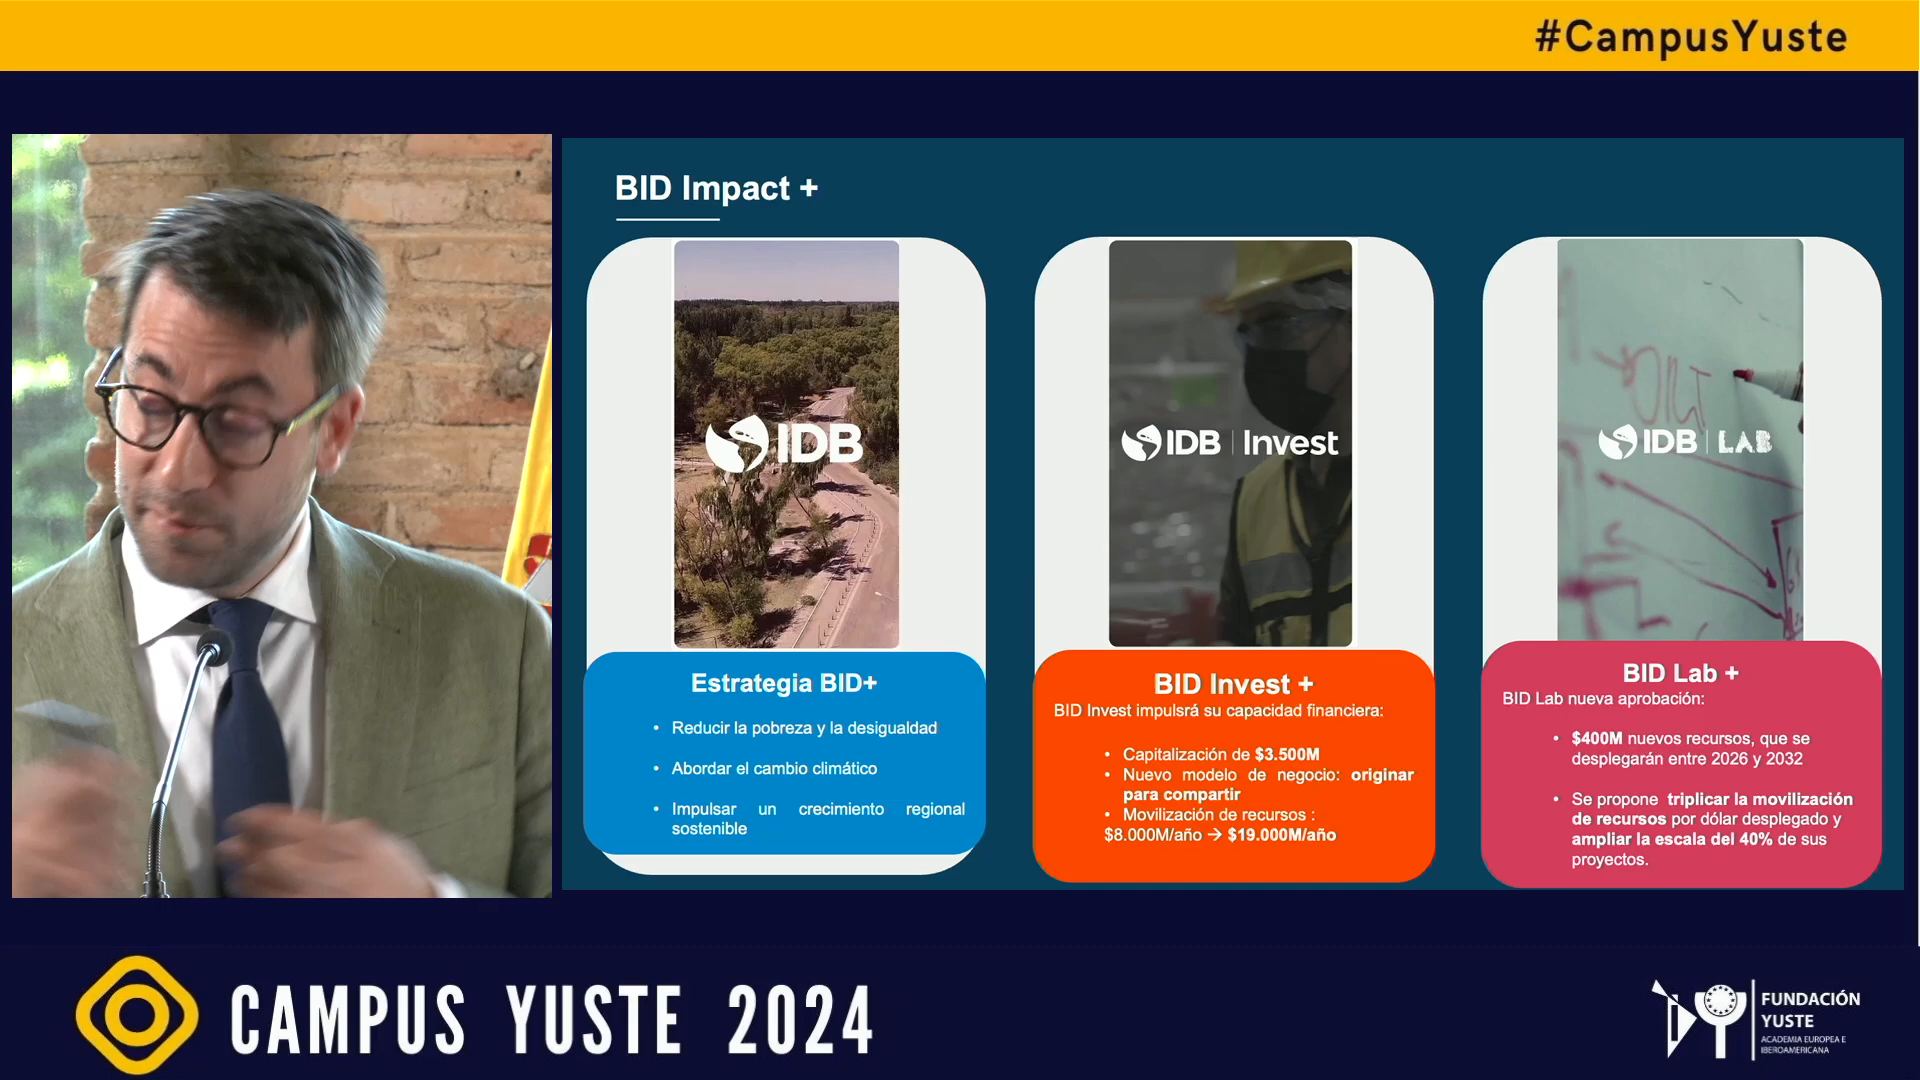 #CampusYuste
BID Impact +
IDB
IDB | Invest
IDB | LAB
Estrategia BID+
• Reducir la pobreza y la desigualdad
• Abordar el cambio climático
• Impulsar un crecimiento regional
sostenible
BID Invest +
BID Invest impulsrá su capacidad financiera:
• Capitalización de $3.500M
• Nuevo modelo de negocio: originar
para compartir
• Movilización de recursos :
$8.000M/año → $19.000M/año
BID Lab +
BID Lab nueva aprobación:
• $400M nuevos recursos, que se
desplegarán entre 2026 y 2032
• Se propone triplicar la movilización
de recursos por dólar desplegado y
ampliar la escala del 40% de sus
proyectos.
CAMPUS YUSTE 2024
FUNDACIÓN
YUSTE
ACADEMIA EUROPEA E
IBEROAMERICANA